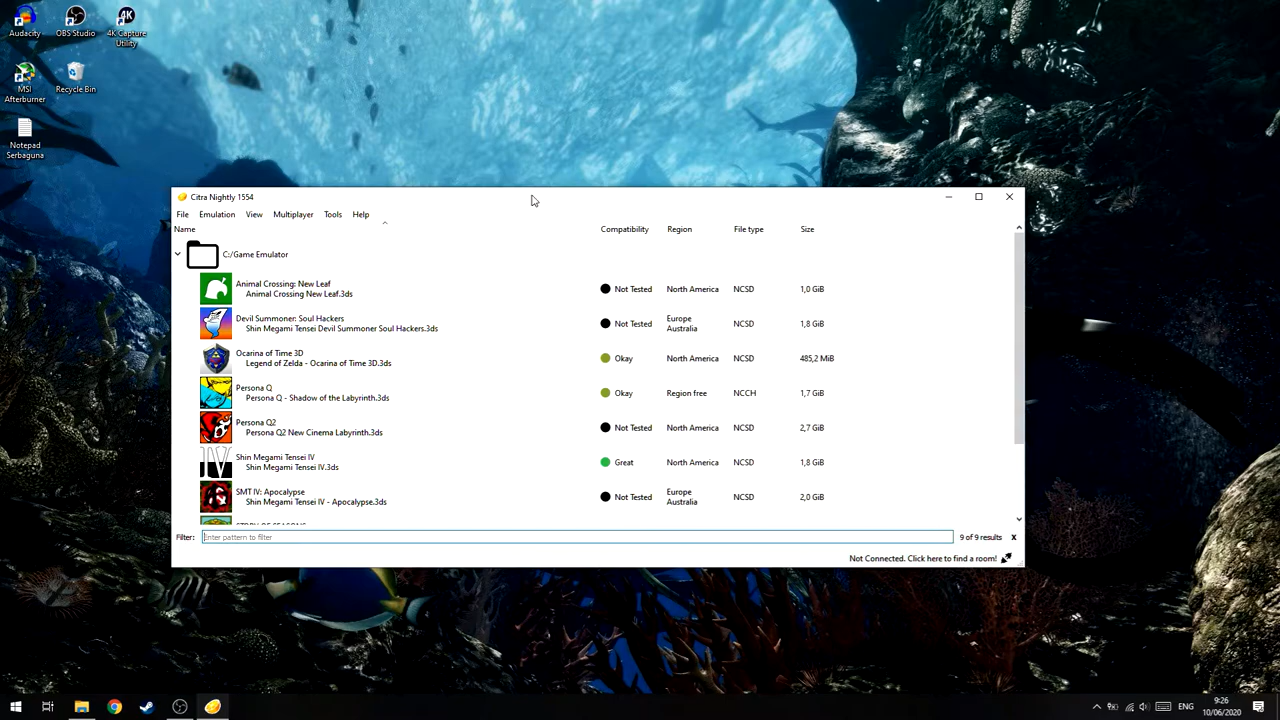 Audacity
OBS Studio
4K Capture
Utility
MSI
Afterburner
Recycle Bin
Notepad
Serbaguna
Citra Nightly 1554
File Emulation View Multiplayer Tools Help
Name Compatibility Region File type Size
C:/Game Emulator
Animal Crossing: New Leaf
Animal Crossing New Leaf.3ds
Not Tested North America NCSD 1,0 GiB
Devil Summoner: Soul Hackers
Shin Megami Tensei Devil Summoner Soul Hackers.3ds
Not Tested Europe
Australia NCSD 1,8 GiB
Ocarina of Time 3D
Legend of Zelda - Ocarina of Time 3D.3ds
Okay North America NCSD 485,2 MiB
Persona Q
Persona Q - Shadow of the Labyrinth.3ds
Okay Region free NCCH 1,7 GiB
Persona Q2
Persona Q2 New Cinema Labyrinth.3ds
Not Tested North America NCSD 2,7 GiB
IV
Shin Megami Tensei IV
Shin Megami Tensei IV.3ds
Great North America NCSD 1,8 GiB
SMT IV: Apocalypse
Shin Megami Tensei IV - Apocalypse.3ds
Not Tested Europe
Australia NCSD 2,0 GiB
Filter: Enter pattern to filter 9 of 9 results x
Not Connected. Click here to find a room!
ENG
9:26
10/06/2020